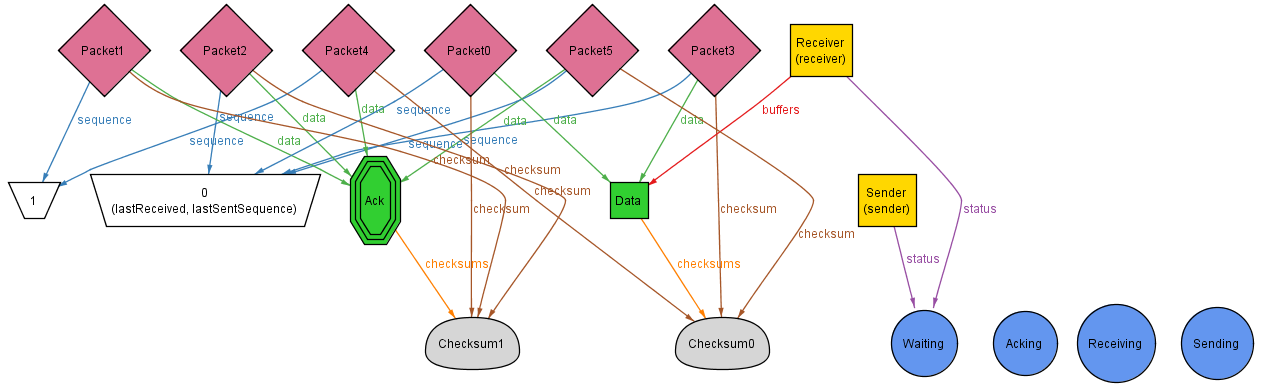 Packet1
Packet2
Packet4
Packet0
Packet5
Packet3
Receiver
(receiver)
buffers
sequence
sequence
sequence
data
data
data
data
data
data
sequence
sequence
sequence
checksum
checksum
checksum
1
0
(lastReceived, lastSentSequence)
Ack
Data
Sender
(sender)
checksum
checksum
status
checksum
checksums
checksums
status
Checksum1
Checksum0
Waiting
Acking
Receiving
Sending